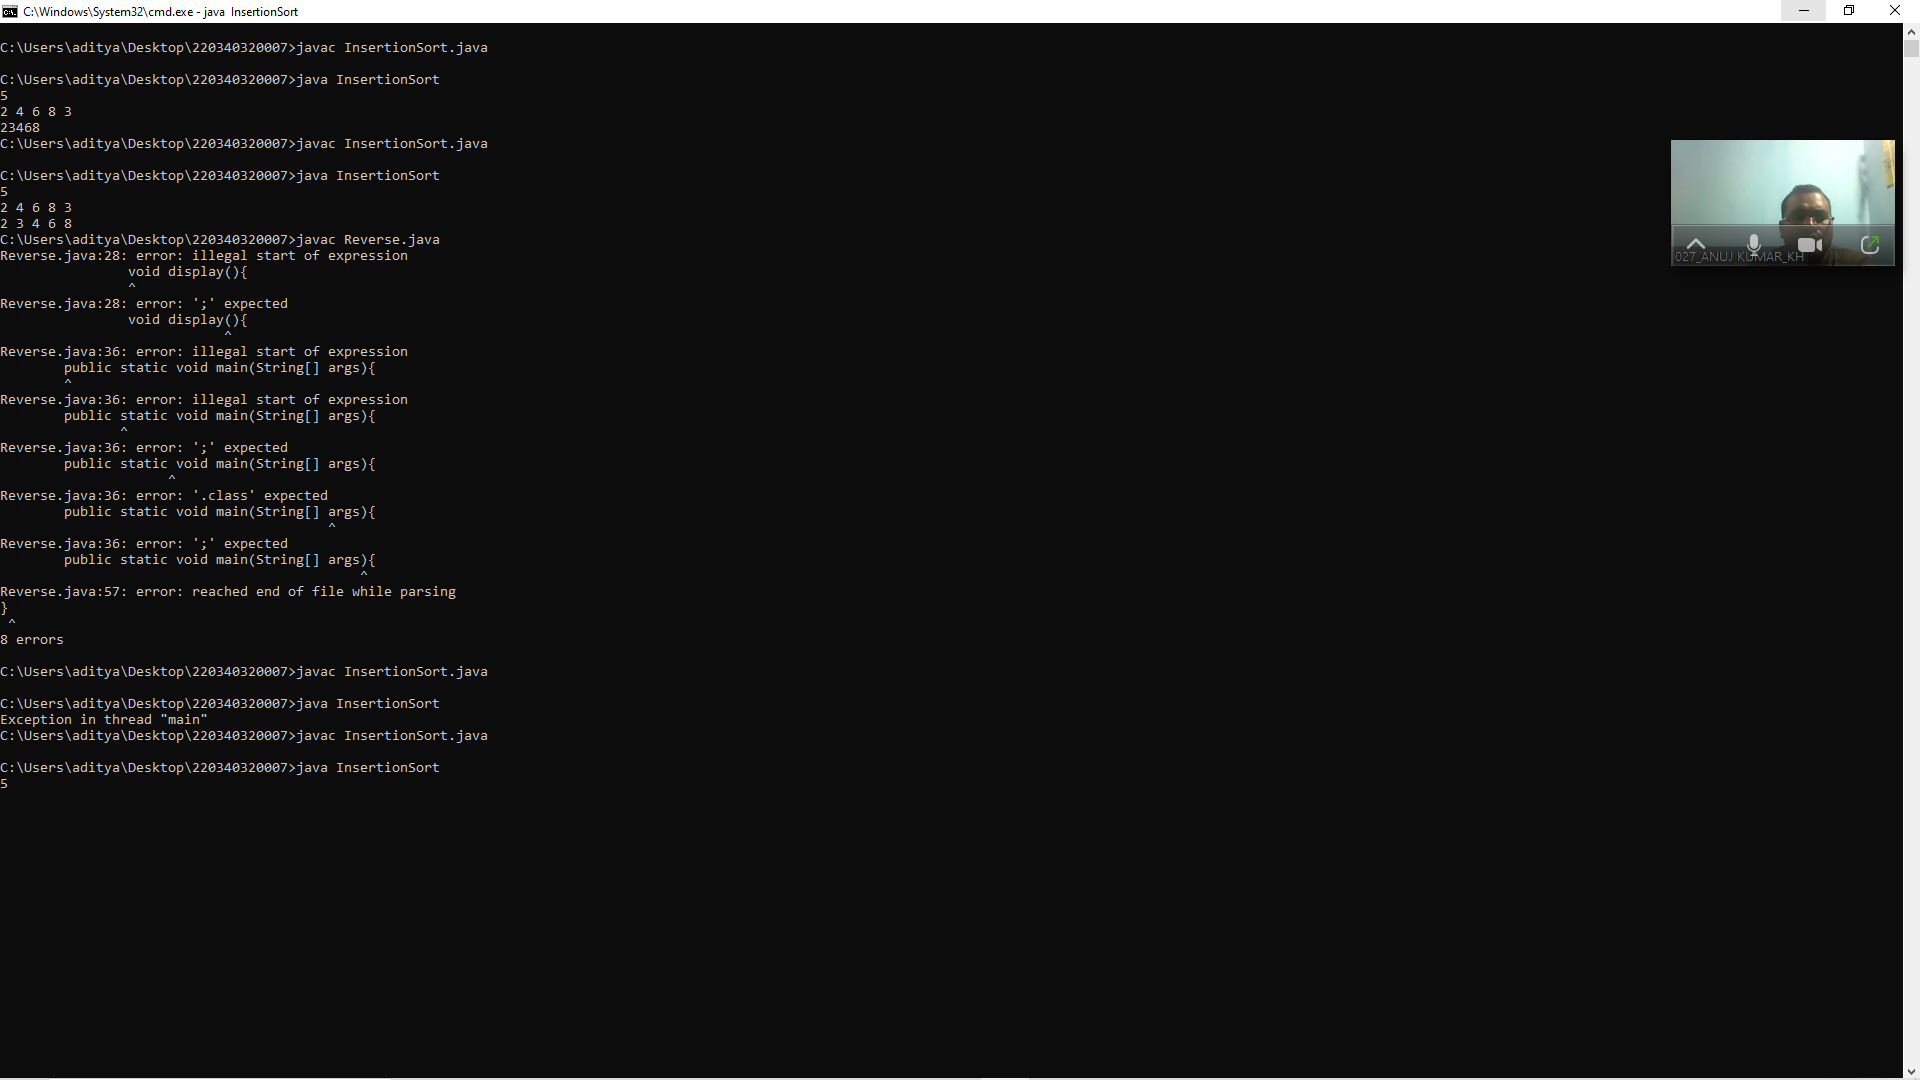 C:\Windows\System32\cmd.exe - java  InsertionSort
C:\Users\aditya\Desktop\220340320007>javac InsertionSort.java
C:\Users\aditya\Desktop\220340320007>java InsertionSort
5
2 4 6 8 3
23468
C:\Users\aditya\Desktop\220340320007>javac InsertionSort.java
C:\Users\aditya\Desktop\220340320007>java InsertionSort
5
2 4 6 8 3
2 3 4 6 8
C:\Users\aditya\Desktop\220340320007>javac Reverse.java
Reverse.java:28: error: illegal start of expression
void display(){
^
Reverse.java:28: error: ';' expected
void display(){
^
Reverse.java:36: error: illegal start of expression
public static void main(String[] args){
^
Reverse.java:36: error: illegal start of expression
public static void main(String[] args){
^
Reverse.java:36: error: ';' expected
public static void main(String[] args){
^
Reverse.java:36: error: '.class' expected
public static void main(String[] args){
^
Reverse.java:36: error: ';' expected
public static void main(String[] args){
^
Reverse.java:57: error: reached end of file while parsing
}
^
8 errors
C:\Users\aditya\Desktop\220340320007>javac InsertionSort.java
C:\Users\aditya\Desktop\220340320007>java InsertionSort
Exception in thread "main"
C:\Users\aditya\Desktop\220340320007>javac InsertionSort.java
C:\Users\aditya\Desktop\220340320007>java InsertionSort
5
027_ANUJ KUMAR_KH